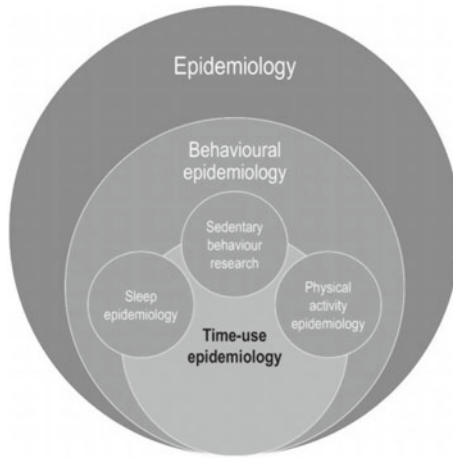 Epidemiology
Behavioural
epidemiology
Sedentary
behaviour
research
Sleep
epidemiology
Physical
activity
epidemiology
Time-use
epidemiology